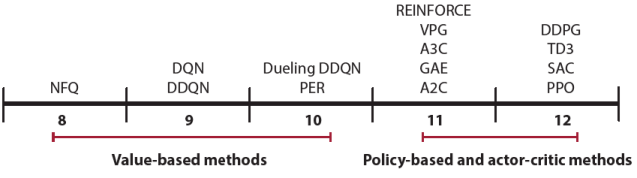 REINFORCE
VPG
A3C
GAE
A2C
DDPG
TD3
SAC
PPO
NFQ
DQN
DDQN
Dueling DDQN
PER
8 9 10 11 12
Value-based methods
Policy-based and actor-critic methods